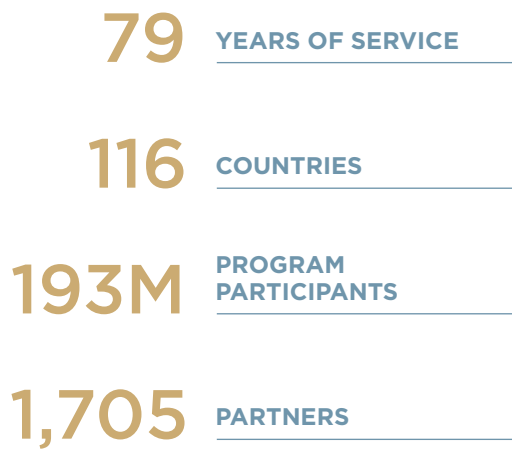 79 YEARS OF SERVICE
116 COUNTRIES
193M PROGRAM
PARTICIPANTS
1,705 PARTNERS